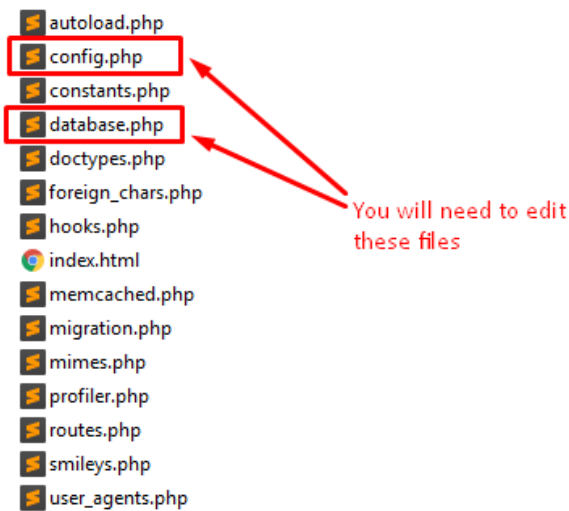 autoload.php
config.php
constants.php
database.php
doctypes.php
foreign_chars.php
hooks.php
index.html
memcached.php
migration.php
mimes.php
profiler.php
routes.php
smileys.php
user_agents.php
You will need to edit
these files